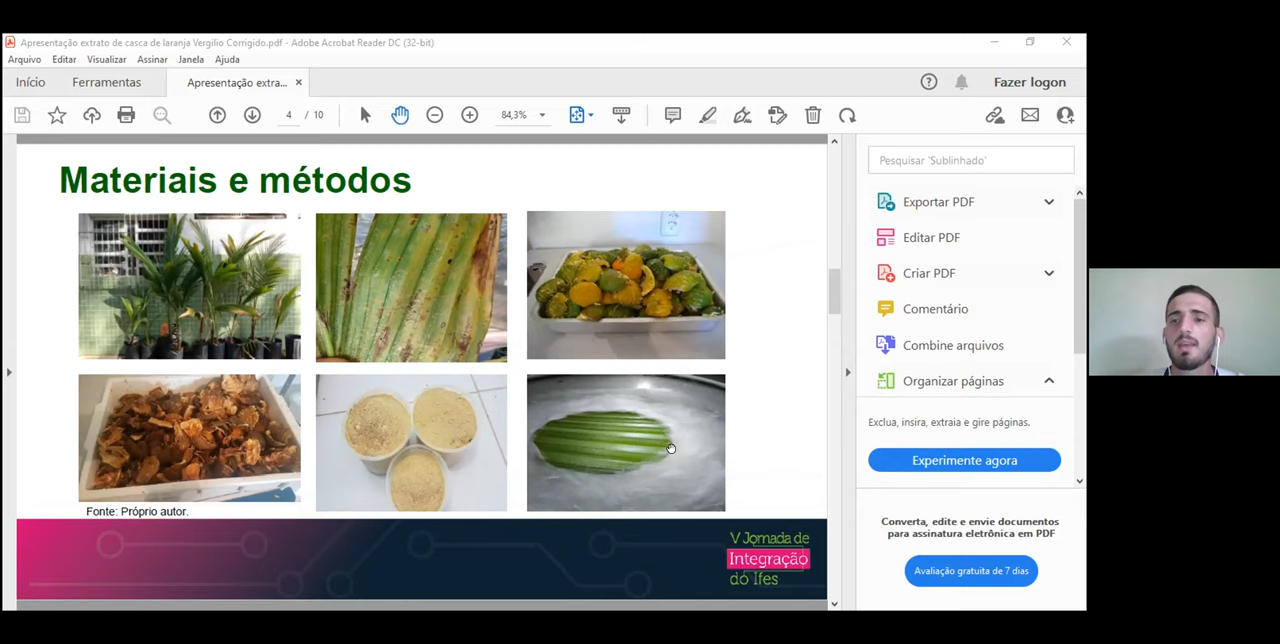 Apresentação extrato de casca de laranja Vergilio Corrigido.pdf - Adobe Acrobat Reader DC (32-bit)
Arquivo Editar Visualizar Assinar Janela Ajuda
Início Ferramentas Apresentação extra... × Fazer logon
4 / 10 84,3%
Materiais e métodos
Fonte: Próprio autor.
V Jornada de
Integração
do Ifes
Pesquisar 'Sublinhado'
Exportar PDF
Editar PDF
Criar PDF
Comentário
Combine arquivos
Organizar páginas
Exclua, insira, extraia e gire páginas.
Experimente agora
Converta, edite e envie documentos
para assinatura eletrônica em PDF
Avaliação gratuita de 7 dias